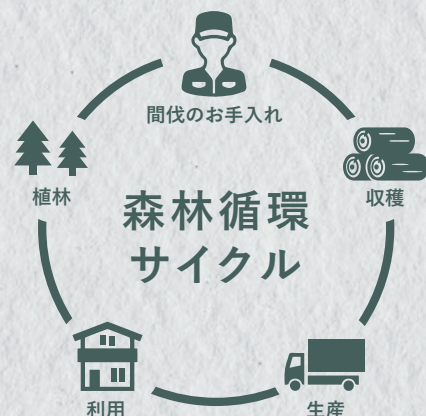 間伐のお手入れ
植林
収穫
森林循環
サイクル
利用
生産